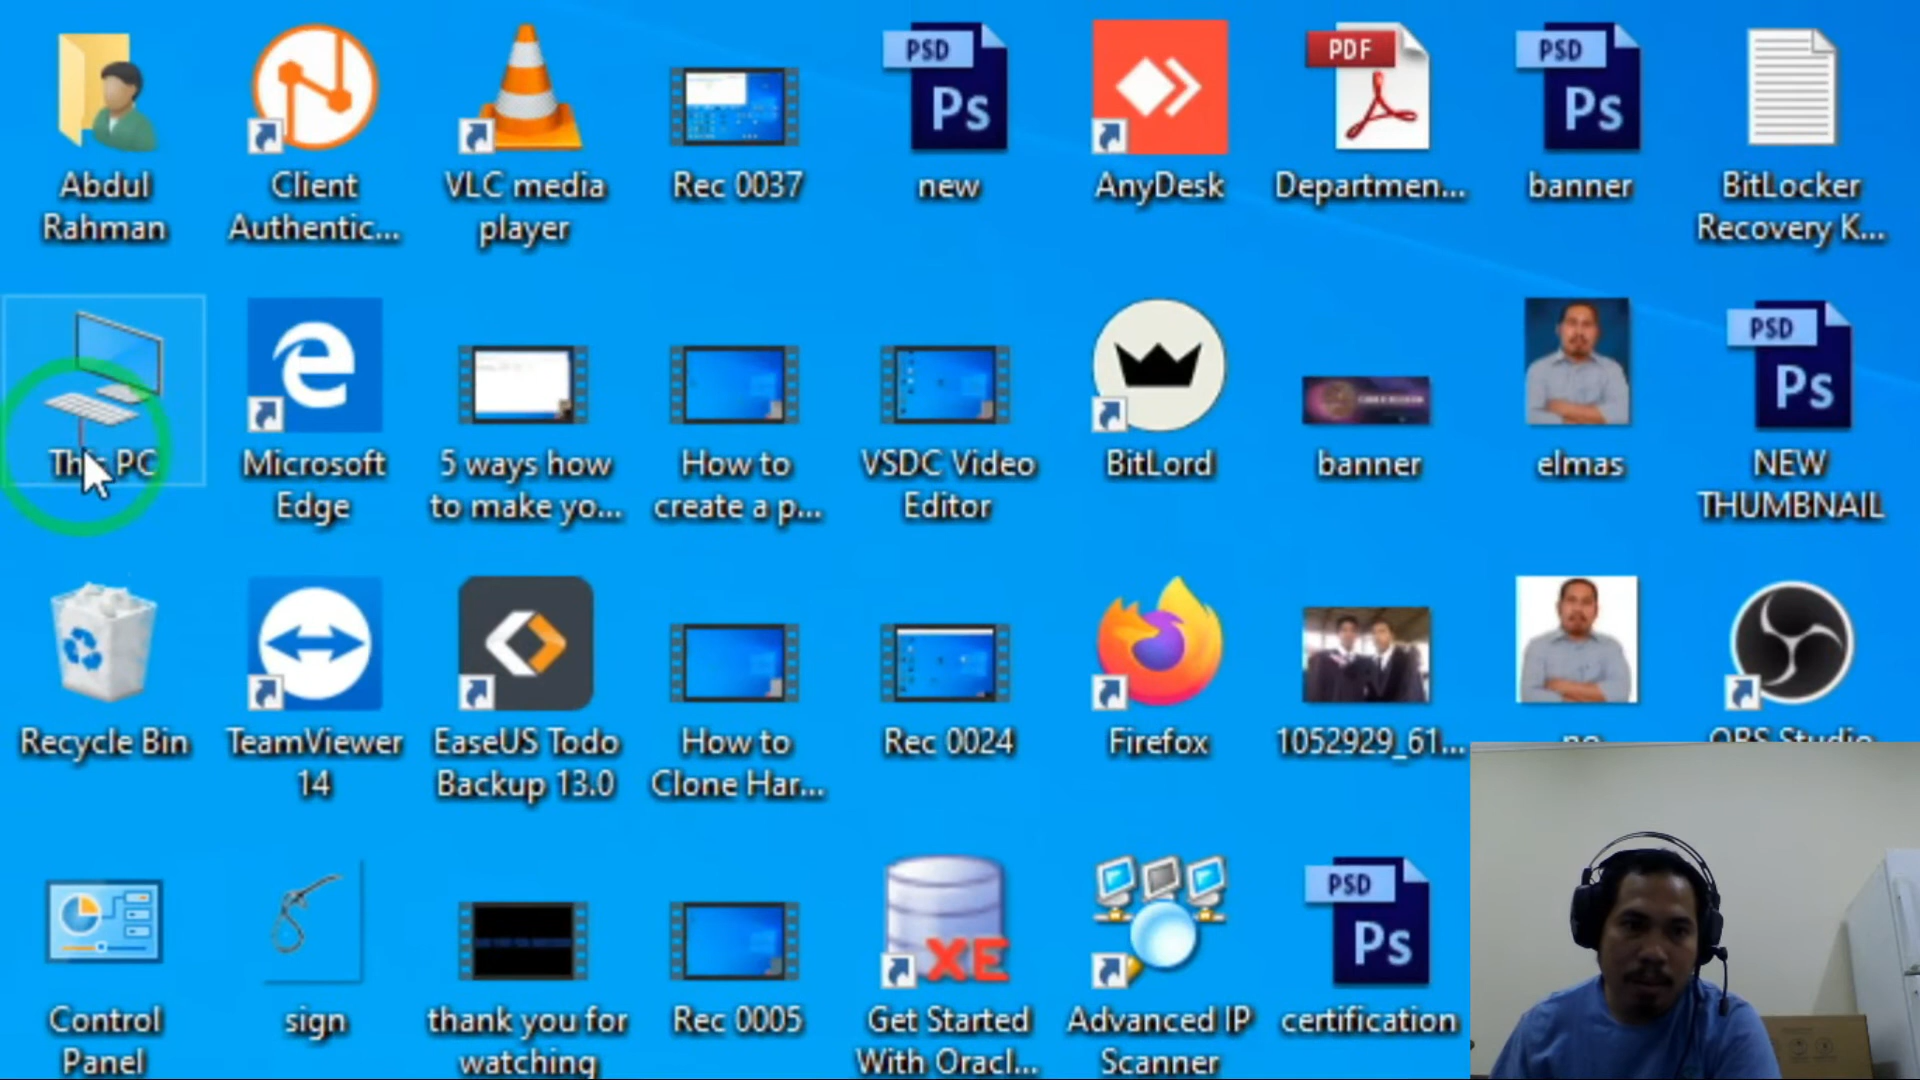 PSD
Ps
PDF
PSD
Ps
Abdul
Rahman
Client
Authentic...
VLC media
player
Rec 0037
new
AnyDesk
Departmen...
banner
BitLocker
Recovery K...
PSD
Ps
This PC
Microsoft
Edge
5 ways how
to make yo...
How to
create a p...
VSDC Video
Editor
BitLord
banner
elmas
NEW
THUMBNAIL
Recycle Bin
TeamViewer
14
EaseUS Todo
Backup 13.0
How to
Clone Har...
Rec 0024
Firefox
1052929_61...
OBS Studio
XE
PSD
Ps
Control
Panel
sign
thank you for
watching
Rec 0005
Get Started
With Oracl...
Advanced IP
Scanner
certification